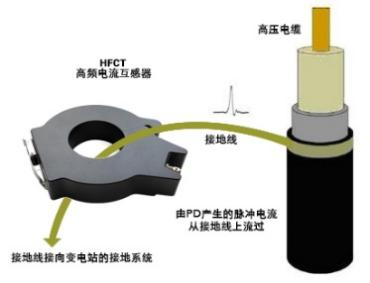 HFCT
高频电流互感器
高压电缆
接地线
由PD产生的脉冲电流
从接地线上流过
接地线接向变电站的接地系统